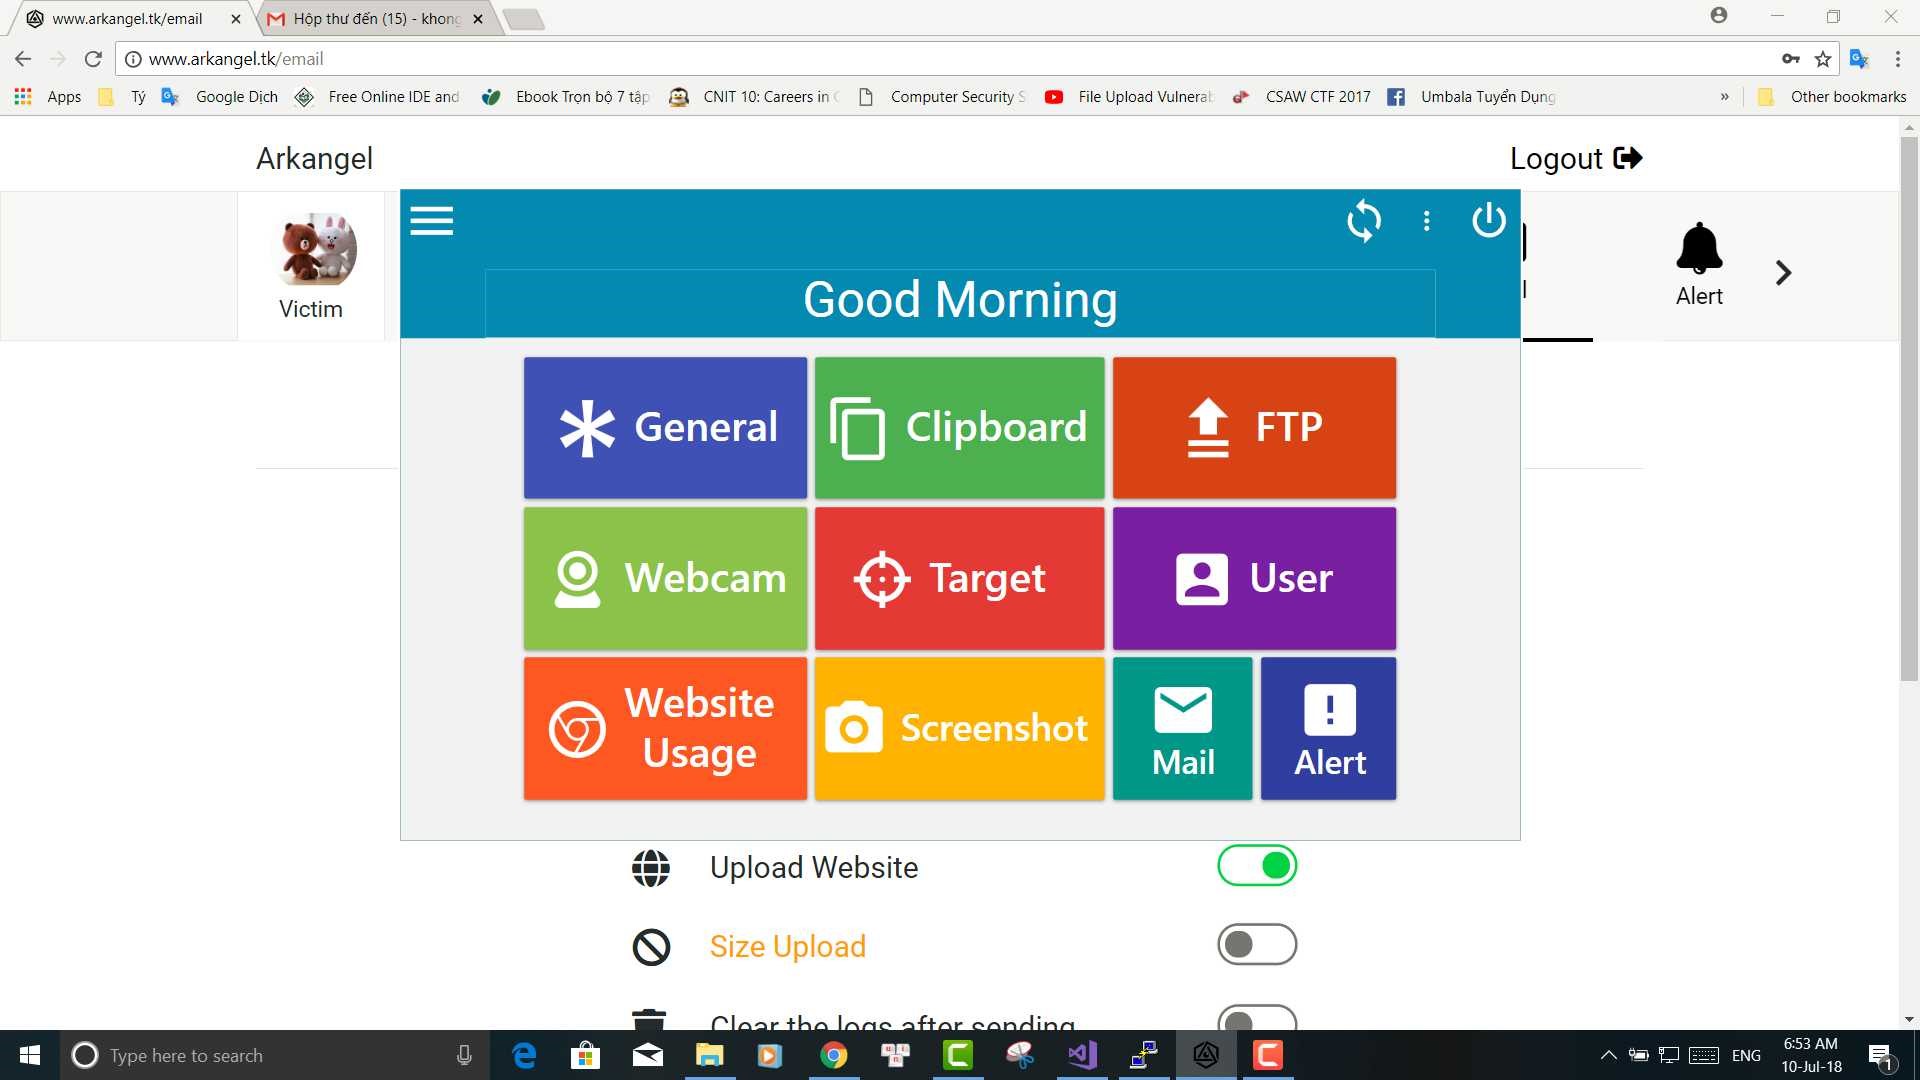 www.arkangel.tk/email
Hộp thư đến (15) - khong
www.arkangel.tk/email
Apps
Tý
Google Dịch
Free Online IDE and
Ebook Trọn bộ 7 tập
CNIT 10: Careers in C
Computer Security S
File Upload Vulnerab
CSAW CTF 2017
Umbala Tuyển Dụng
»
Other bookmarks
Arkangel
Logout
Victim
Alert
Good Morning
General
Clipboard
FTP
Webcam
Target
User
Website
Usage
Screenshot
Mail
Alert
Upload Website
Size Upload
Clear the logs after sending
Type here to search
ENG
6:53 AM
10-Jul-18
1